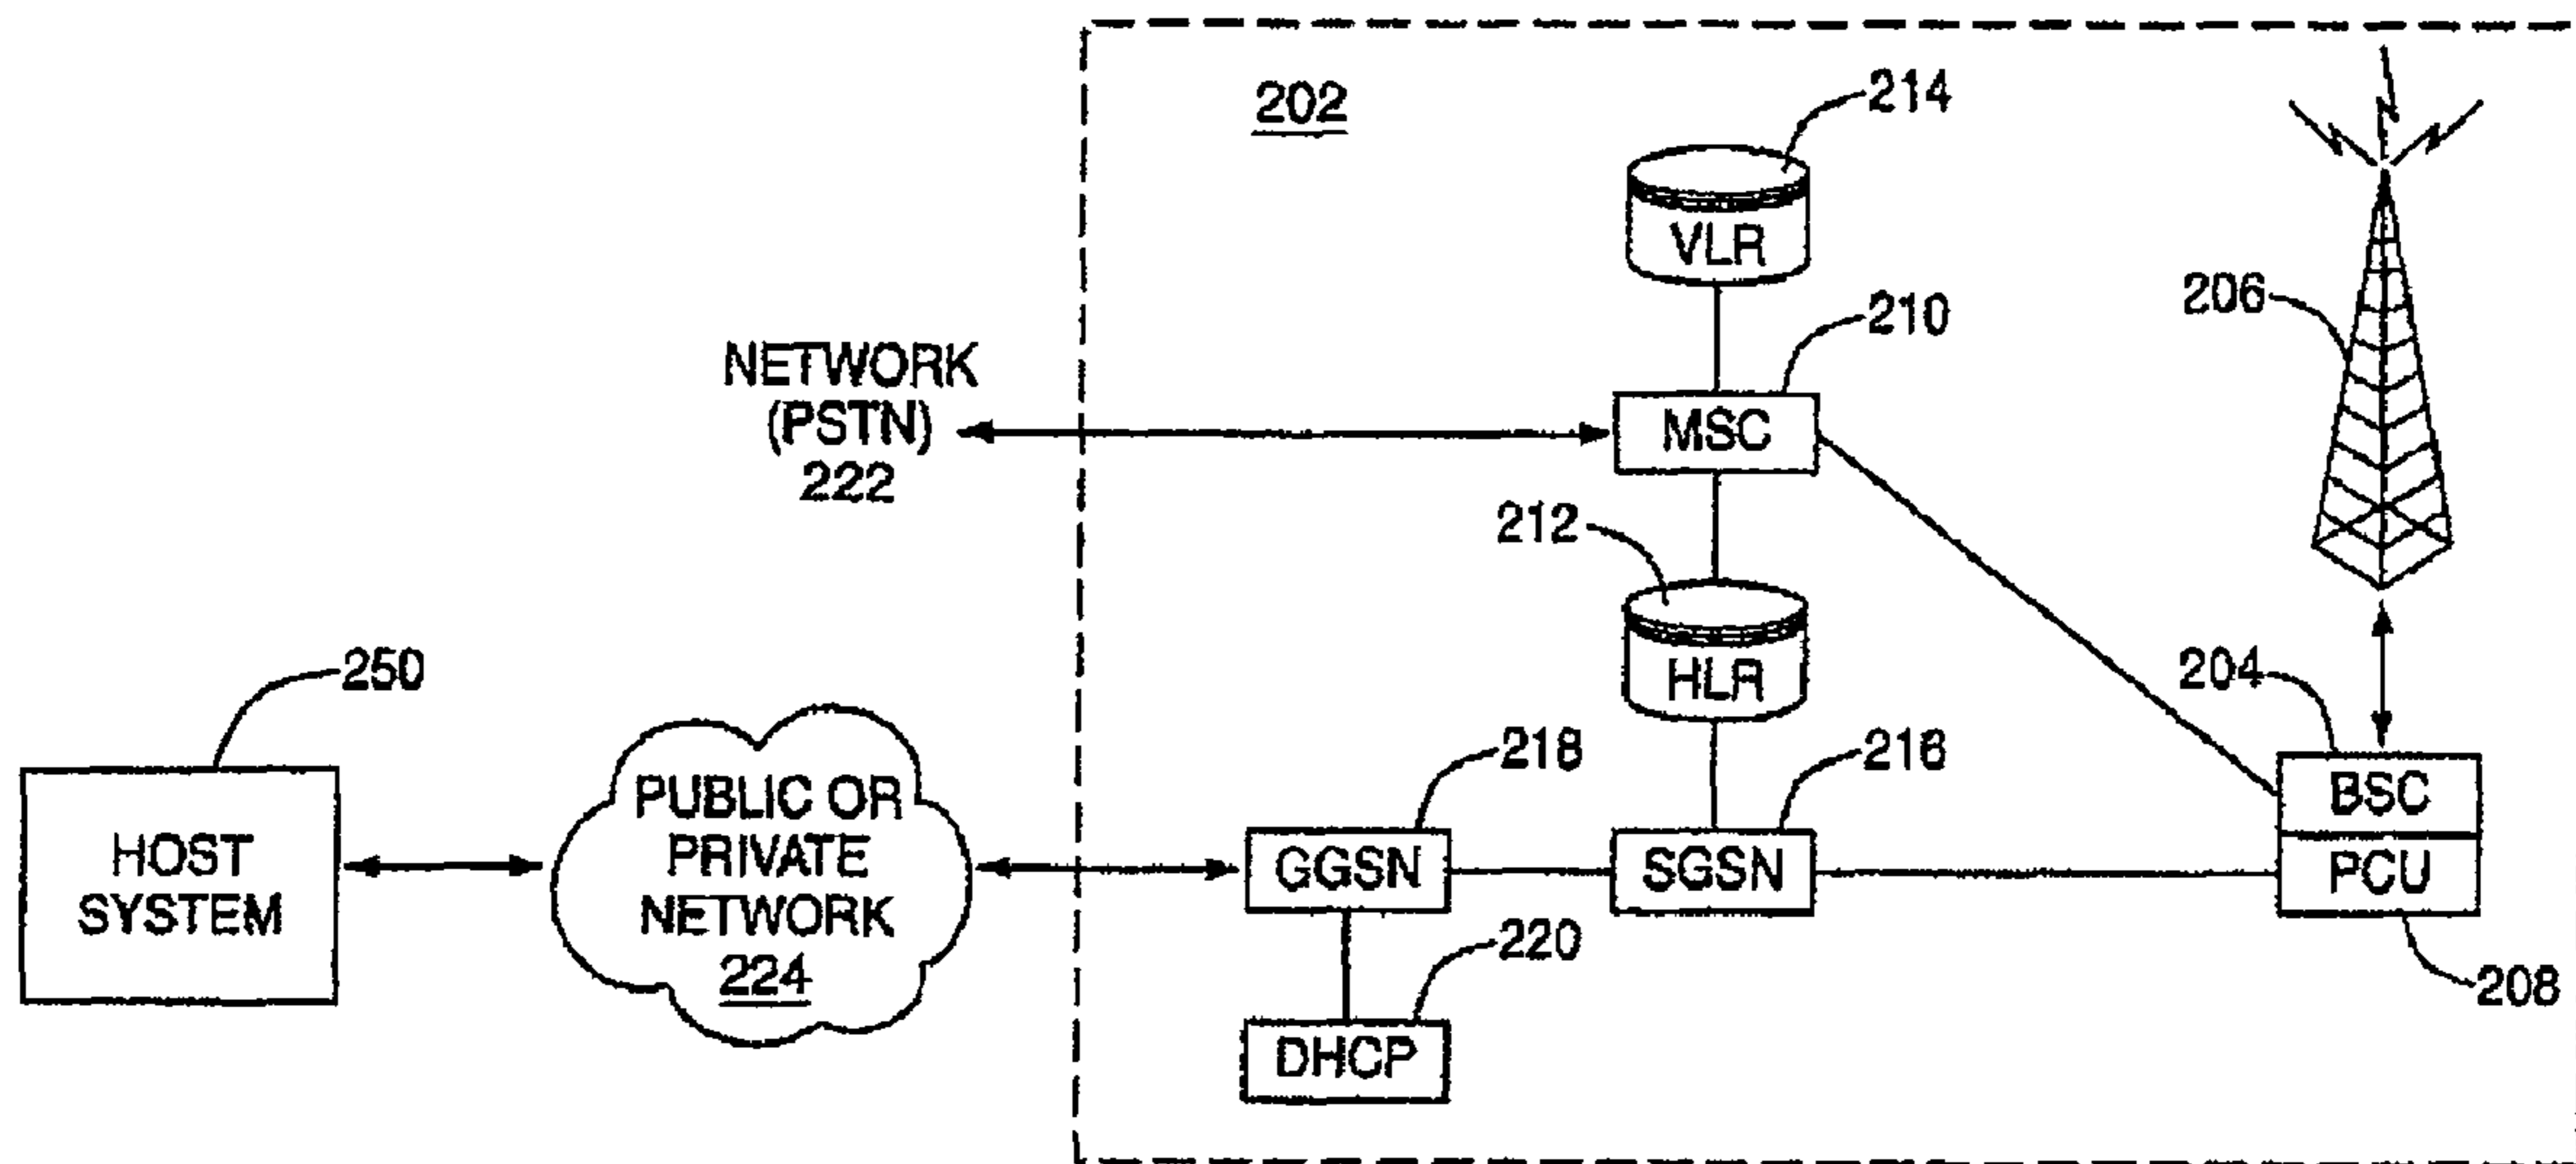 202
214
VLR
206
210
NETWORK
(PSTN)
222
MSC
212
HLR
204
250
218
216
HOST
SYSTEM
PUBLIC OR
PRIVATE
NETWORK
224
GGSN
SGSN
BSC
PCU
220
208
DHCP